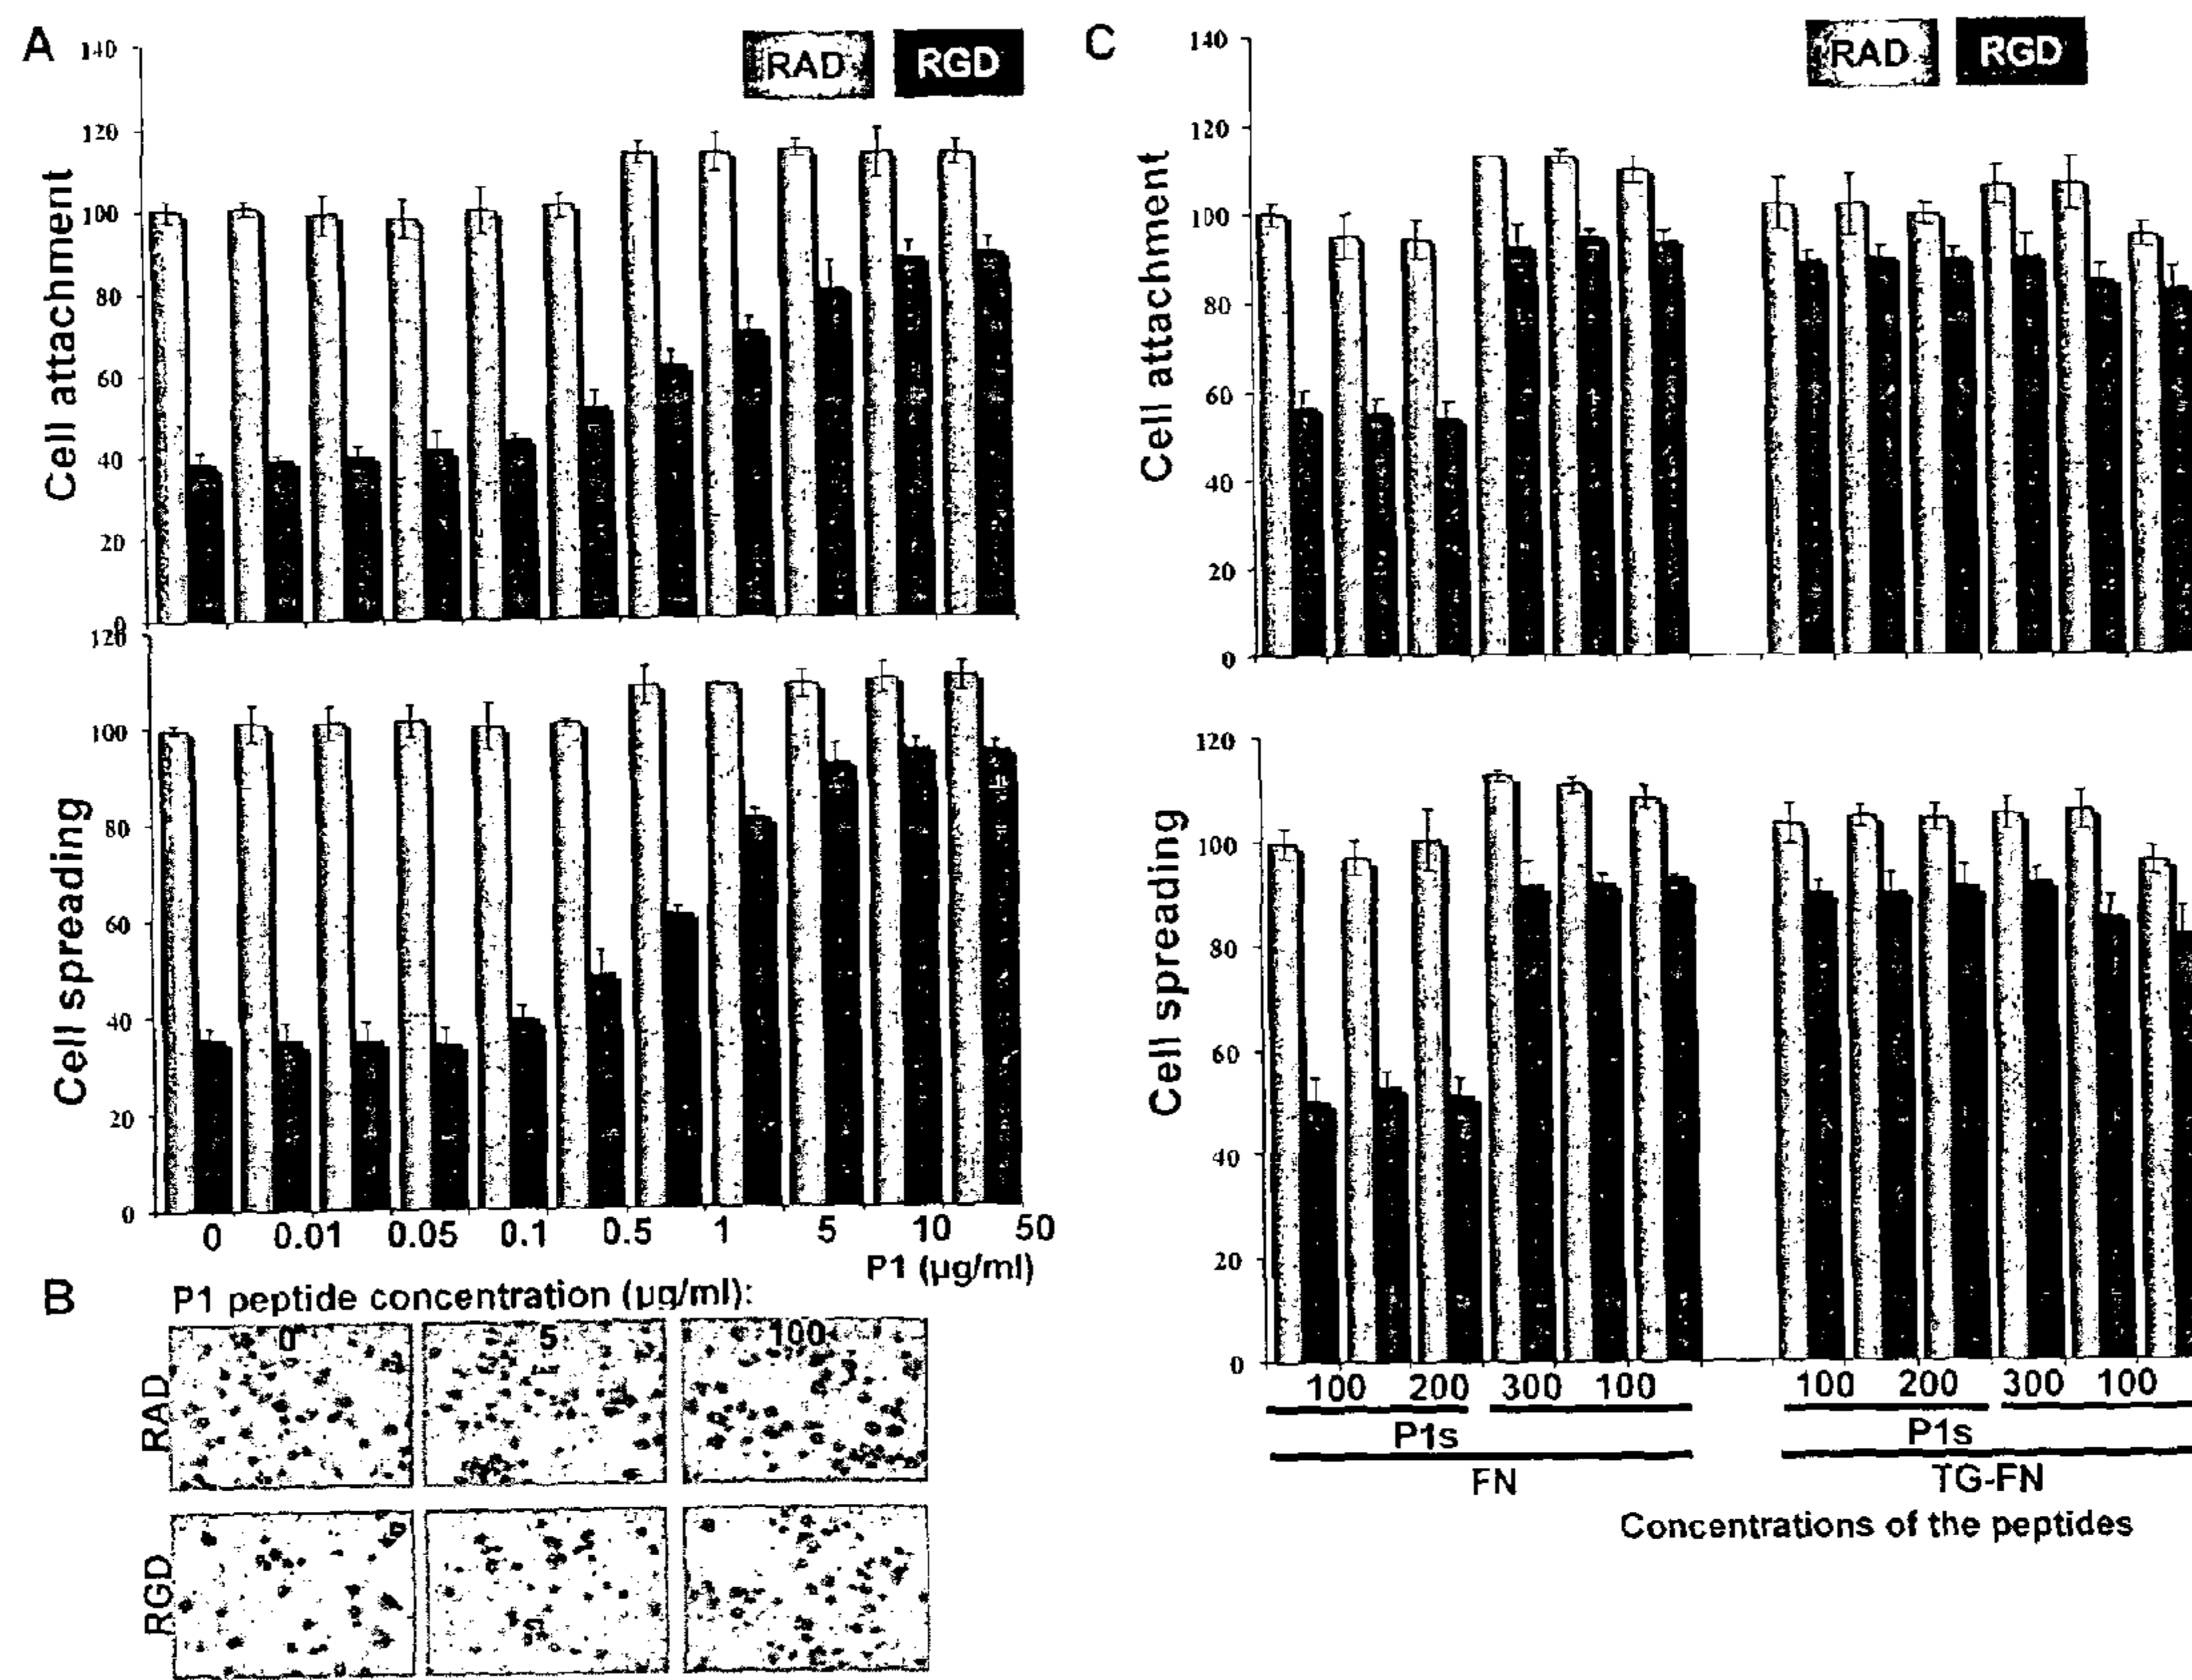 A
RAD RGD
140
120
100
80
60
40
20
0
Cell attachment
120
100
80
60
40
20
0
Cell spreading
0 0.01 0.05 0.1 0.5 1 5 10 50
P1 (µg/ml)
B
P1 peptide concentration (µg/ml):
0 5 100
RAD
RGD
C
RAD RGD
140
120
100
80
60
40
20
0
Cell attachment
120
100
80
60
40
20
0
Cell spreading
100 200 300 100 100 200 300 100
P1s P1s
FN TG-FN
Concentrations of the peptides